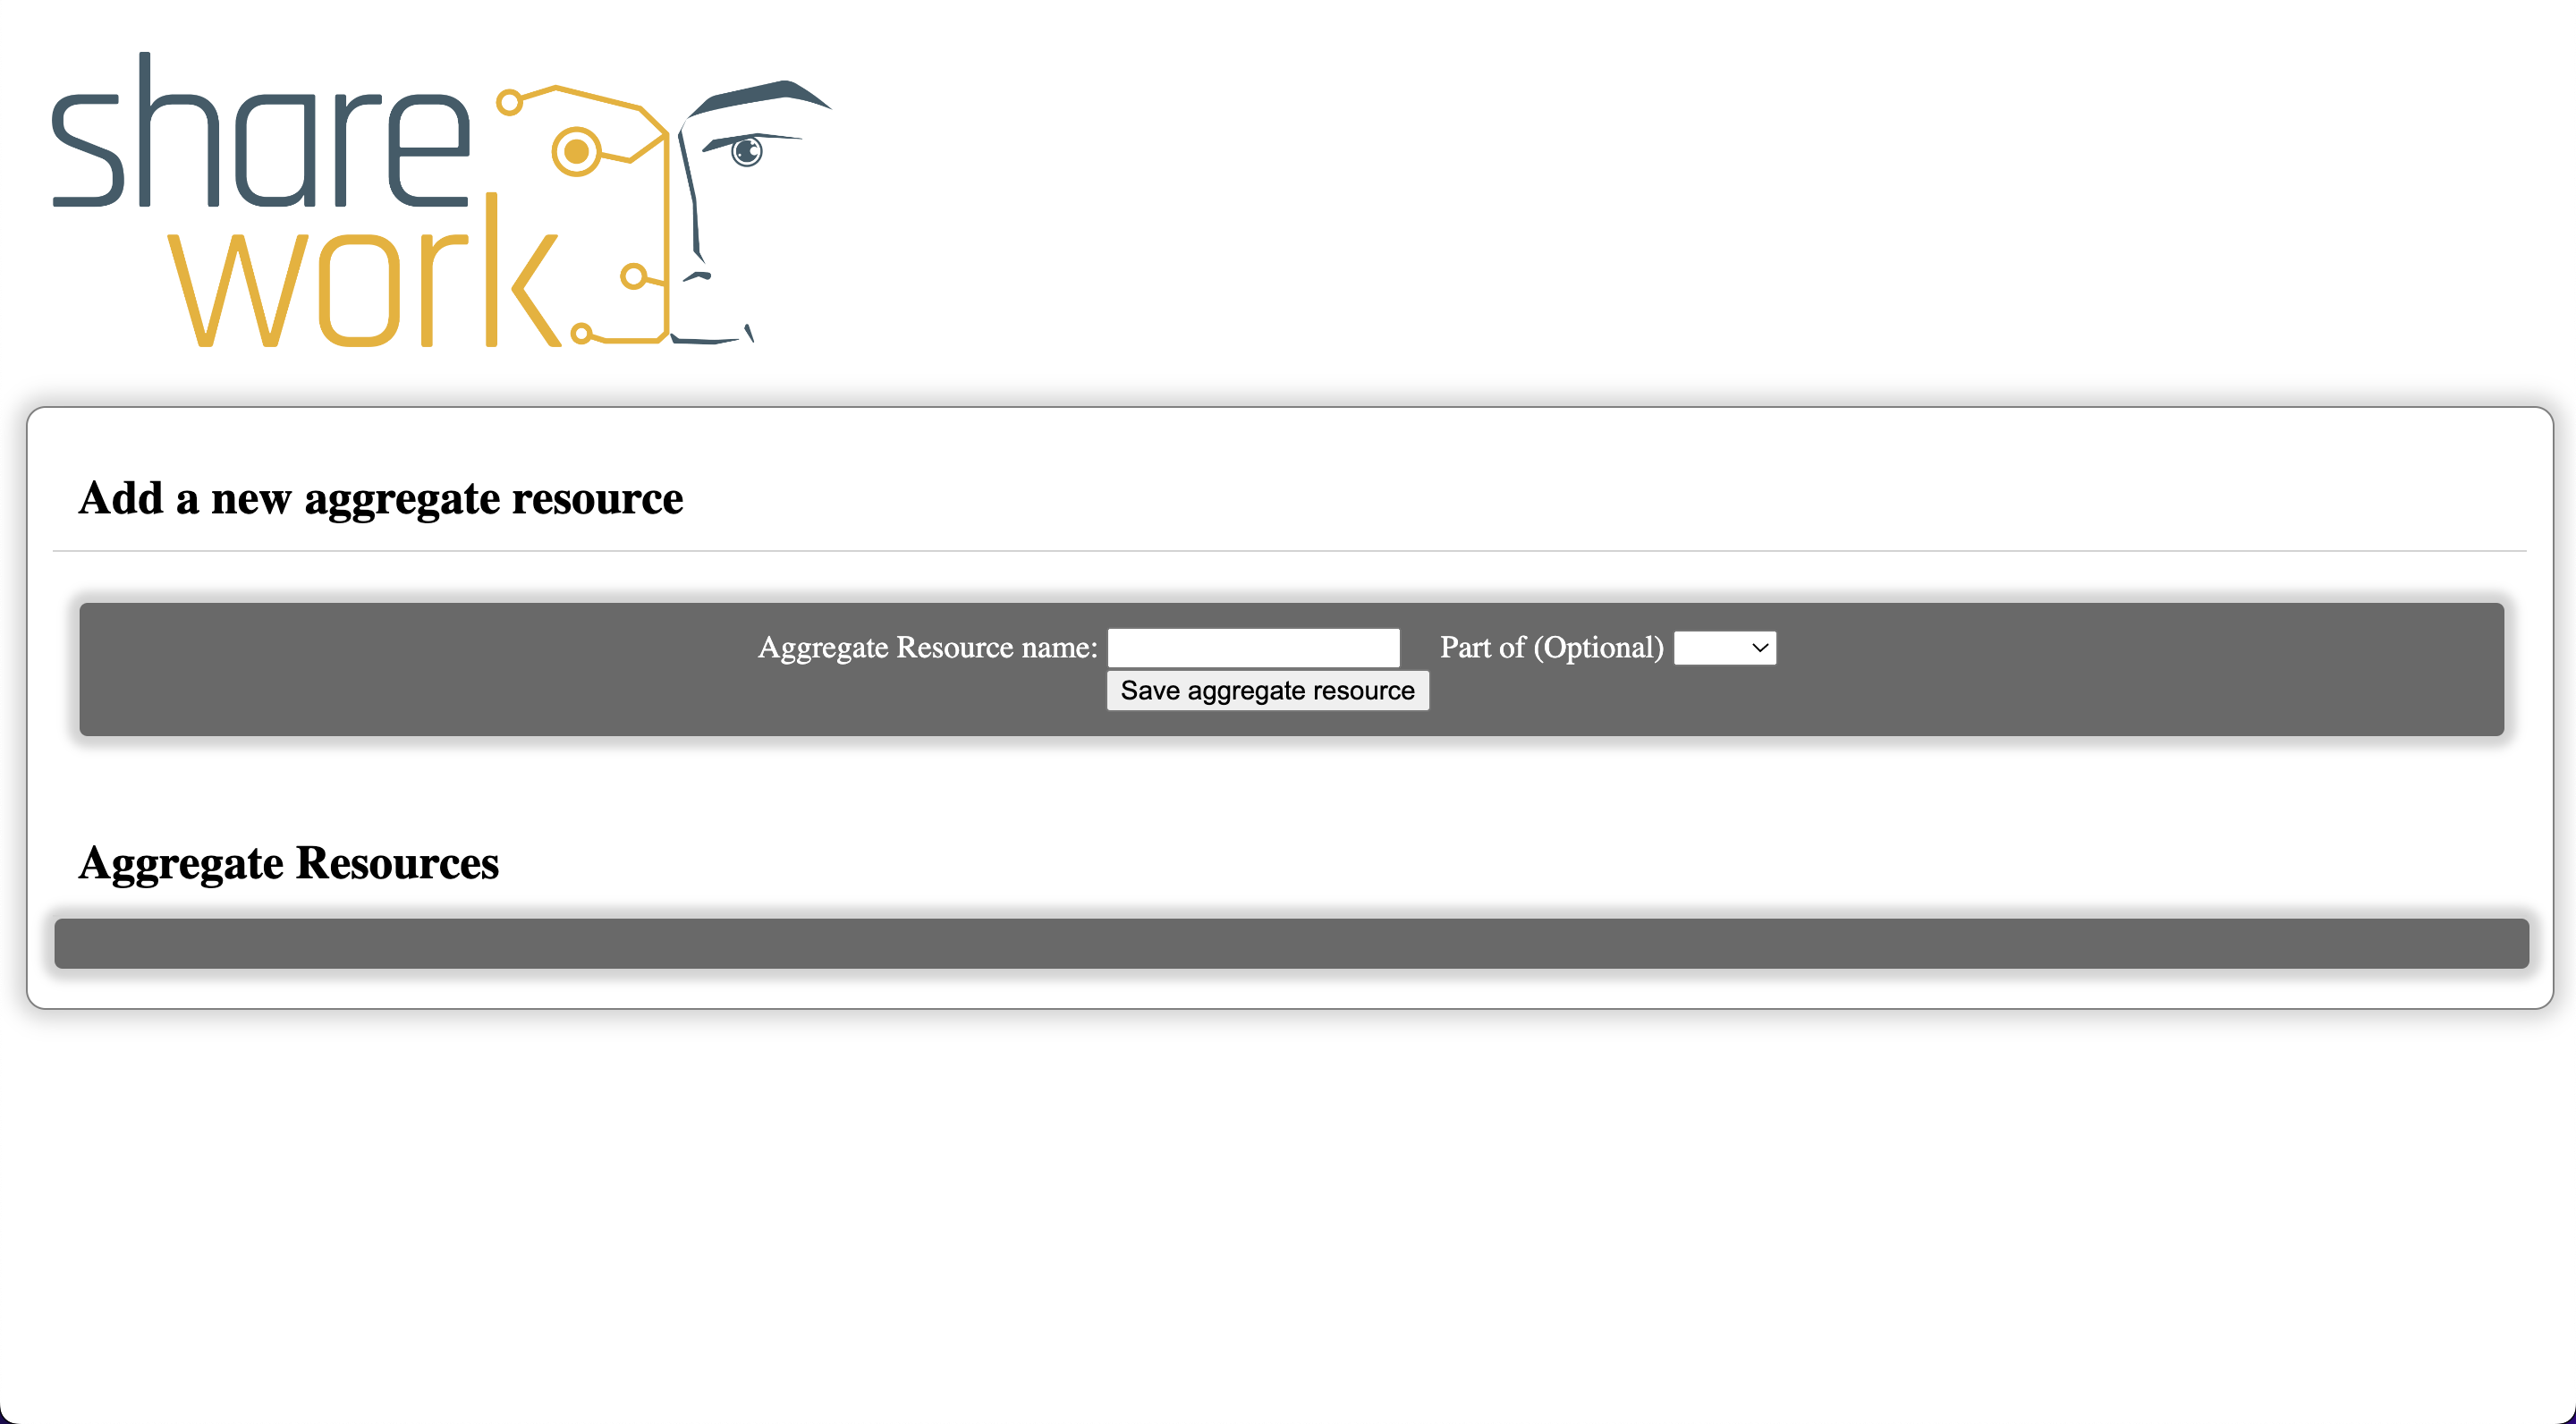 share
work
Add a new aggregate resource
Aggregate Resource name: Part of (Optional)
Save aggregate resource
Aggregate Resources